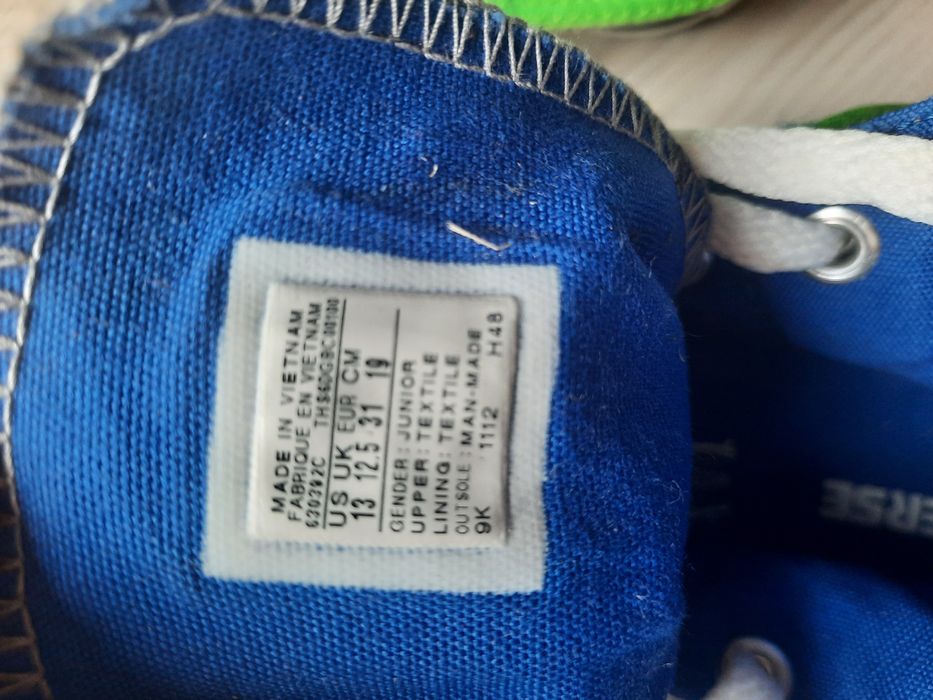 MADE IN VIETNAM
FABRIQUE EN VIETNAM
630392C
US UK EUR CM
13 12.5 31 19
GENDER: JUNIOR
UPPER: TEXTILE
LINING: TEXTILE
OUTSOLE: MAN-MADE
9K 1112 H48
ERSE